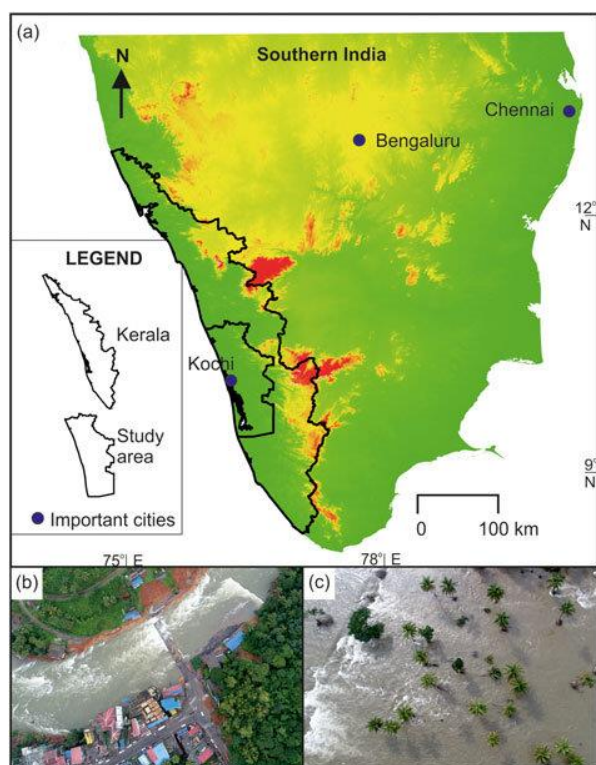 (a)
Southern India
N
Chennai
Bengaluru
12°
N
LEGEND
Kerala
Kochi
Study
area
9°
N
Important cities
0 100 km
75° E 78° E
(b) (c)